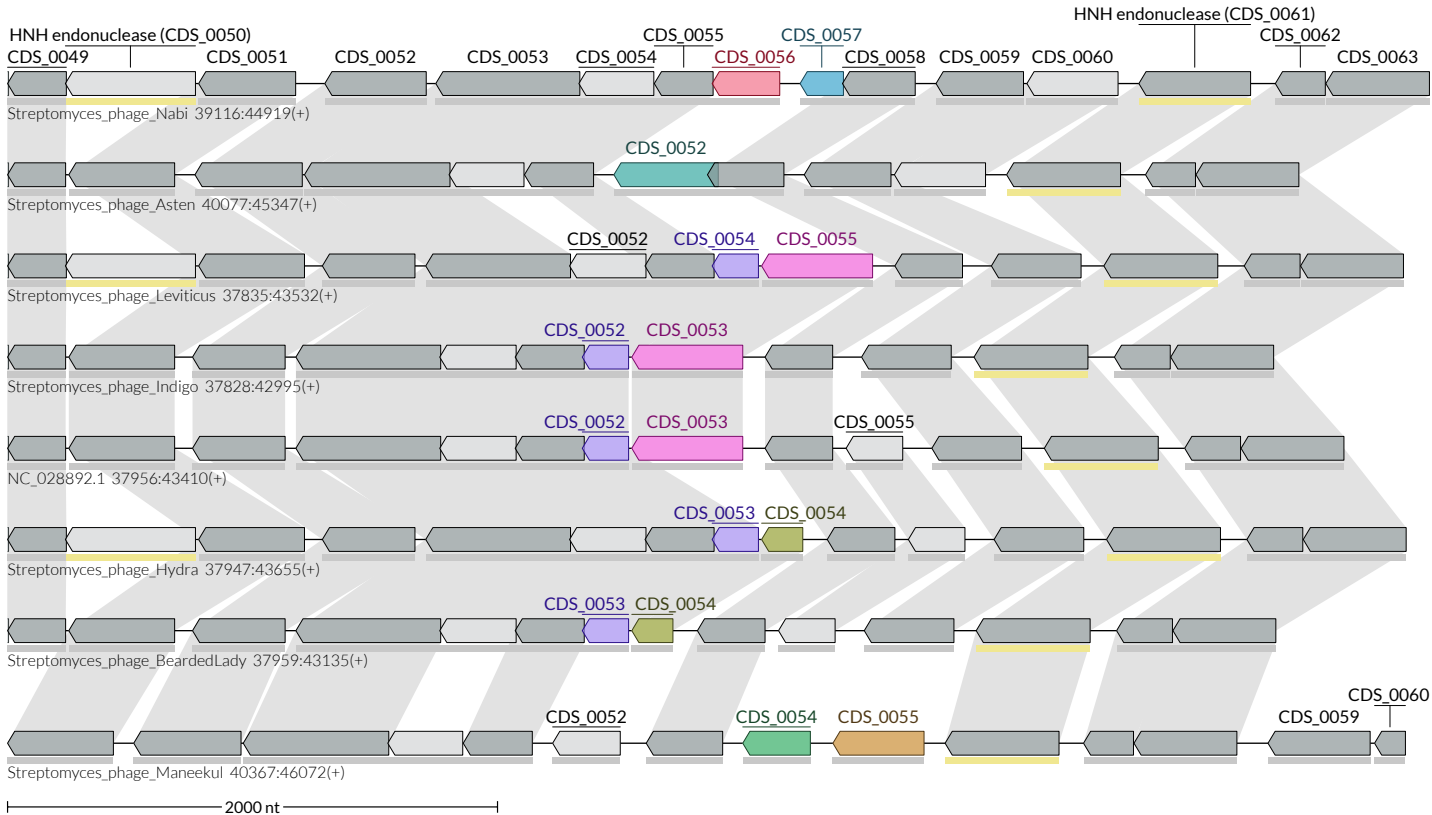 HNH endonuclease (CDS_0061)
HNH endonuclease (CDS_0050) CDS_0055 CDS_0057 CDS_0062
CDS_0049 CDS_0051 CDS_0052 CDS_0053 CDS_0054 CDS_0056 CDS_0058 CDS_0059 CDS_0060 CDS_0063
Streptomyces_phage_Nabi 39116:44919(+)
CDS_0052
Streptomyces_phage_Asten 40077:45347(+)
CDS_0052 CDS_0054 CDS_0055
Streptomyces_phage_Leviticus 37835:43532(+)
CDS_0052 CDS_0053
Streptomyces_phage_Indigo 37828:42995(+)
CDS_0052 CDS_0053 CDS_0055
NC_028892.1 37956:43410(+)
CDS_0053 CDS_0054
Streptomyces_phage_Hydra 37947:43655(+)
CDS_0053 CDS_0054
Streptomyces_phage_BeardedLady 37959:43135(+)
CDS_0060
CDS_0052 CDS_0054 CDS_0055 CDS_0059
Streptomyces_phage_Maneekul 40367:46072(+)
2000 nt